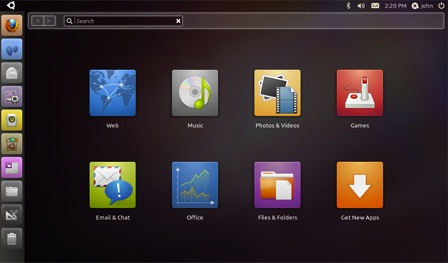 2:20 PM john
Search
Web Music Photos & Videos Games
Email & Chat Office Files & Folders Get New Apps